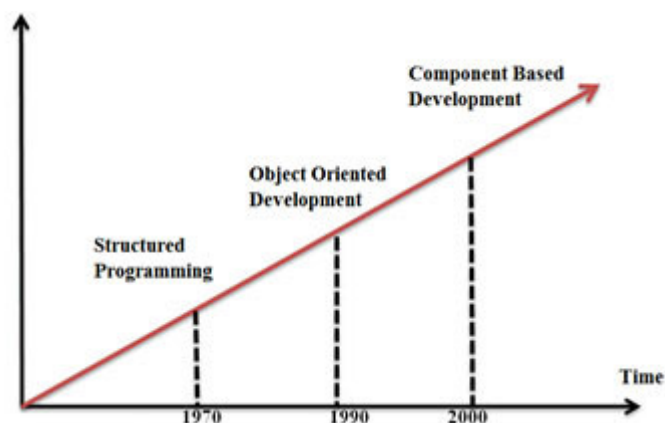 Component Based
Development
Object Oriented
Development
Structured
Programming
Time
1970
1990
2000